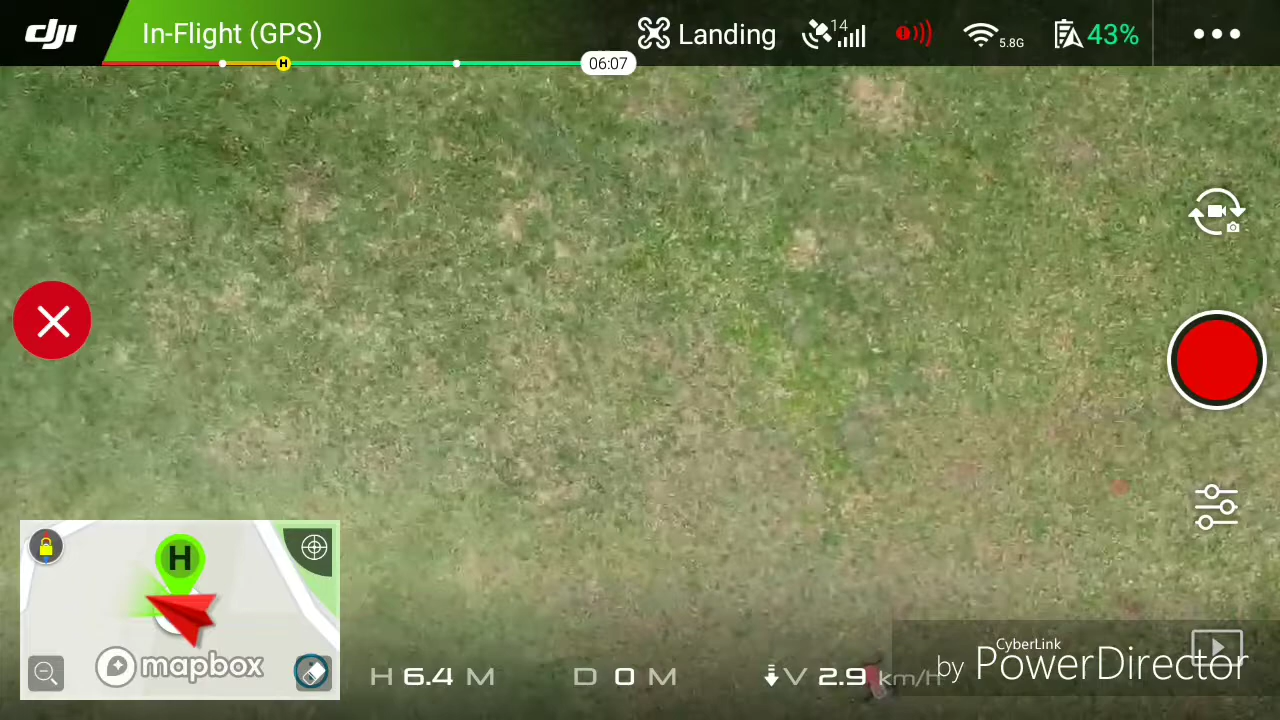 dji In-Flight (GPS) Landing 14 5.8G 43%
H 06:07
H
mapbox
H 6.4 M D 0 M V 2.9 km/H
CyberLink
by PowerDirector